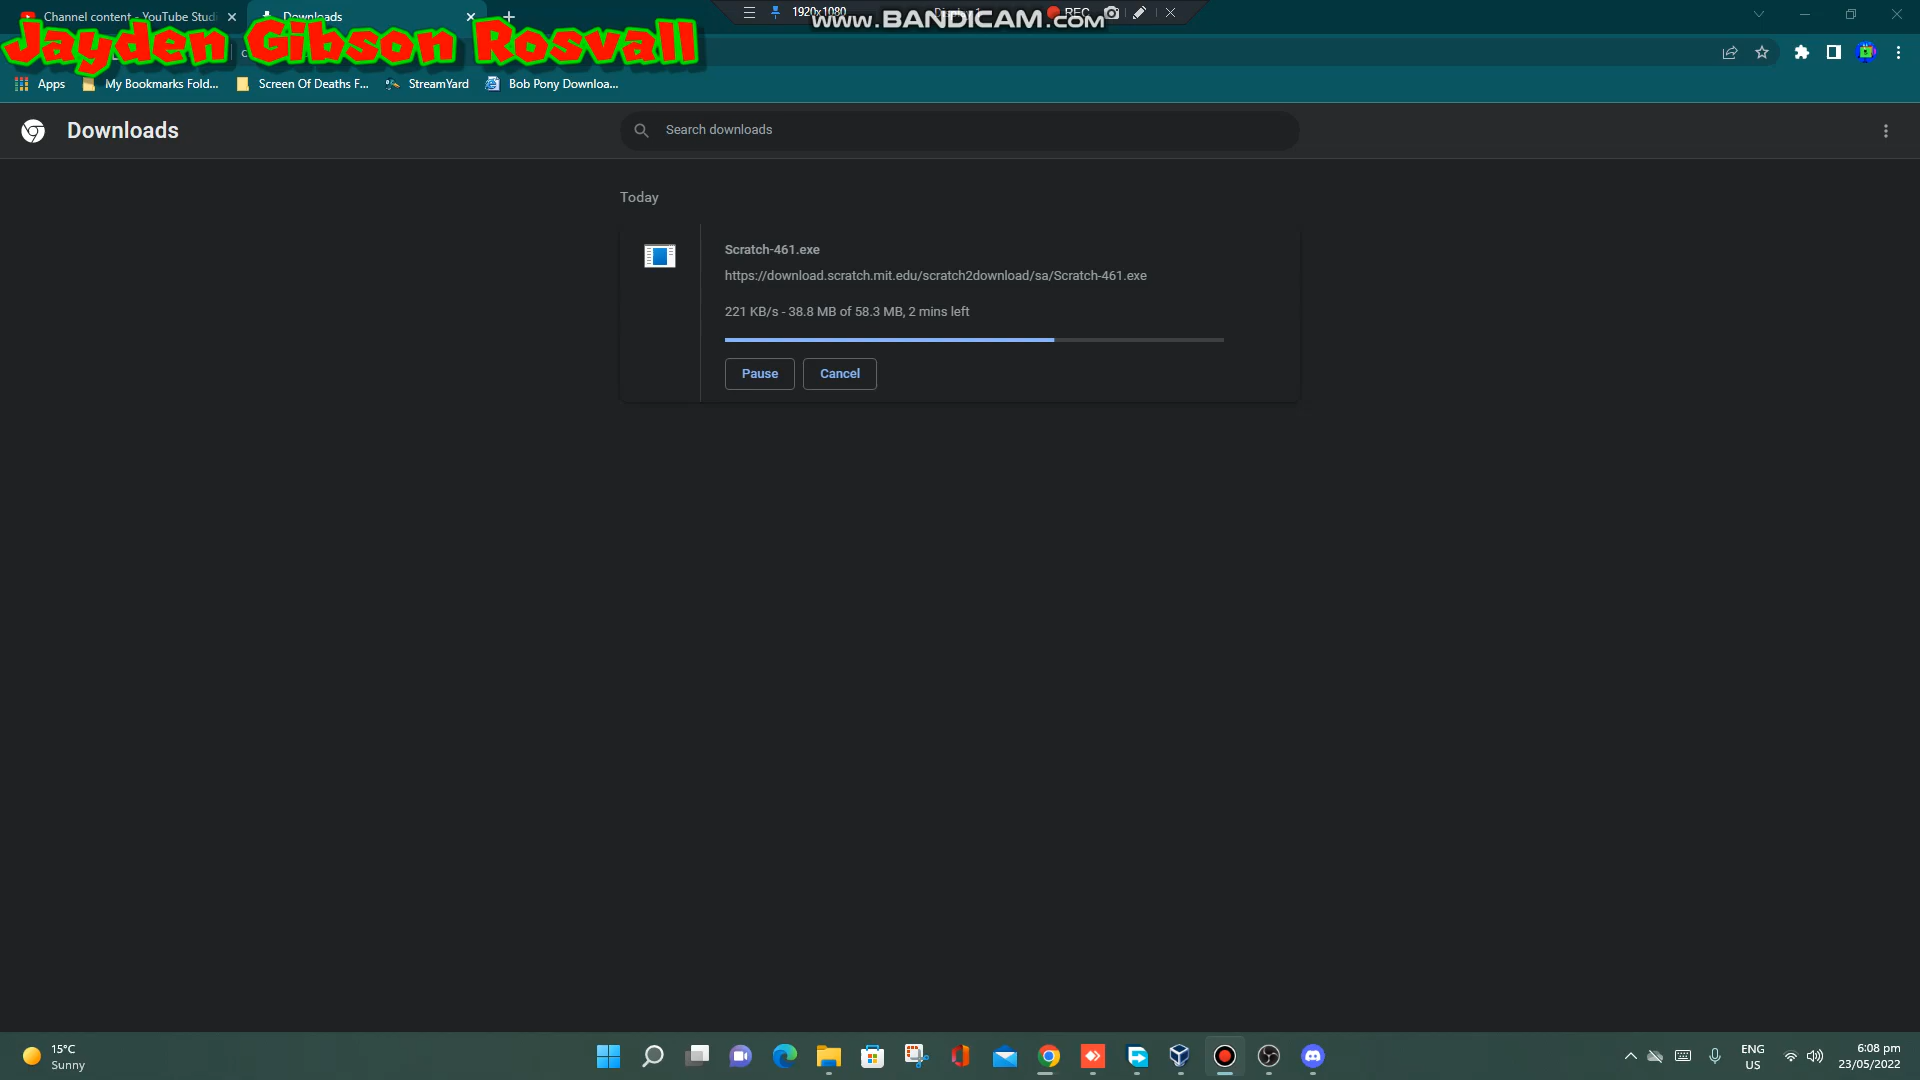 Channel content - YouTube Studi
Downloads
1920x1080
REC
www.BANDICAM.com
Jayden Gibson Rosvall
Apps
My Bookmarks Fold...
Screen Of Deaths F...
StreamYard
Bob Pony Downloa...
Downloads
Search downloads
Today
Scratch-461.exe
https://download.scratch.mit.edu/scratch2download/sa/Scratch-461.exe
221 KB/s - 38.8 MB of 58.3 MB, 2 mins left
Pause
Cancel
15°C
Sunny
ENG
US
6:08 pm
23/05/2022